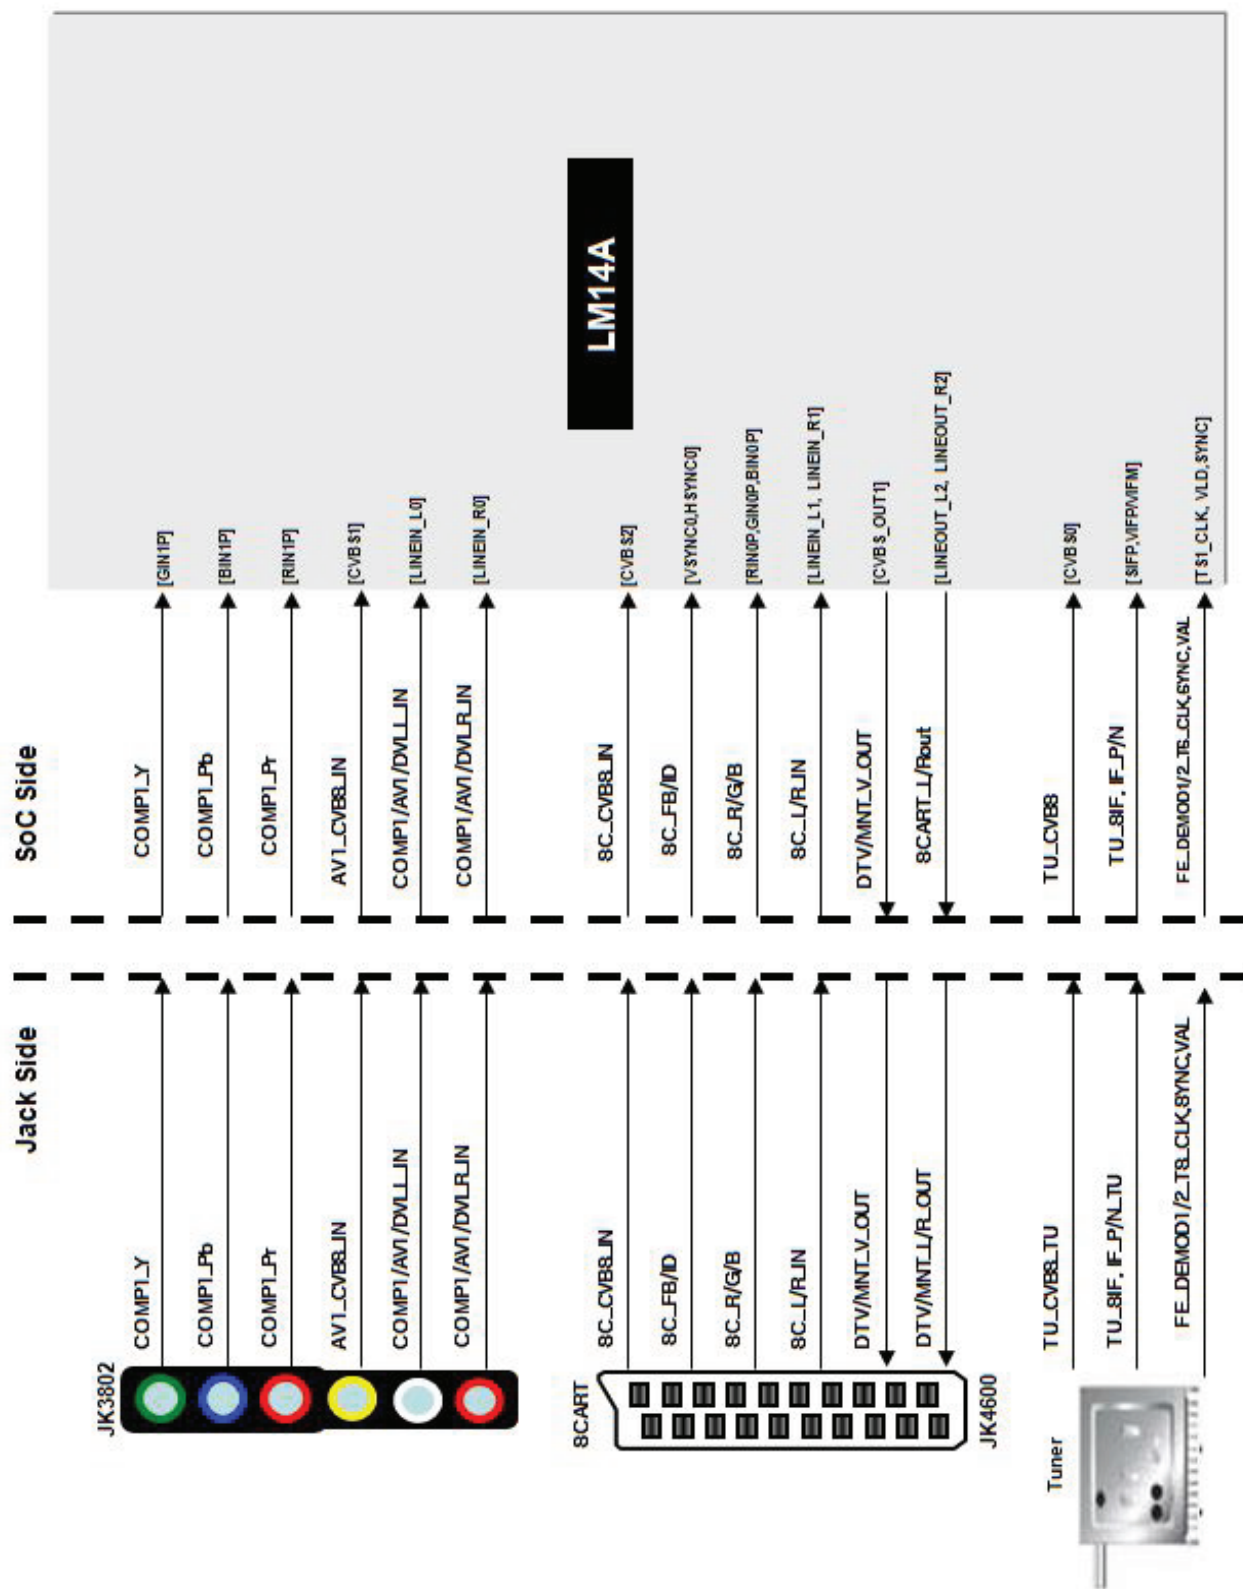 Jack Side
SoC Side
JK3802
COMP1_Y
COMP1_Y
[GIN1P]
COMP1_Pb
COMP1_Pb
[BIN1P]
COMP1_Pr
COMP1_Pr
[RIN1P]
AV1_CVBS_IN
AV1_CVBS_IN
[CVBS1]
COMP1/AV1/DVI_L_IN
COMP1/AV1/DVI_L_IN
[LINEIN_L0]
COMP1/AV1/DVI_R_IN
COMP1/AV1/DVI_R_IN
[LINEIN_R0]
LM14A
SCART
SC_CVBS_IN
SC_CVBS_IN
[CVBS2]
SC_FB/ID
SC_FB/ID
[VSYNC0,HSYNC0]
SC_R/G/B
SC_R/G/B
[RIN0P,GIN0P,BIN0P]
SC_L/R_IN
SC_L/R_IN
[LINEIN_L1, LINEIN_R1]
DTV/MNT_V_OUT
DTV/MNT_V_OUT
[CVBS_OUT1]
DTV/MNT_L/R_OUT
SCART_L/Rout
[LINEOUT_L2, LINEOUT_R2]
JK4600
Tuner
TU_CVBS_TU
TU_CVBS
[CVBS0]
TU_SIF, IF_P/N_TU
TU_SIF, IF_P/N
[SIFP,VIFP/VIFM]
FE_DEMOD1/2_TS_CLK,SYNC,VAL
FE_DEMOD1/2_TS_CLK,SYNC,VAL
[TS1_CLK, VLD,SYNC]